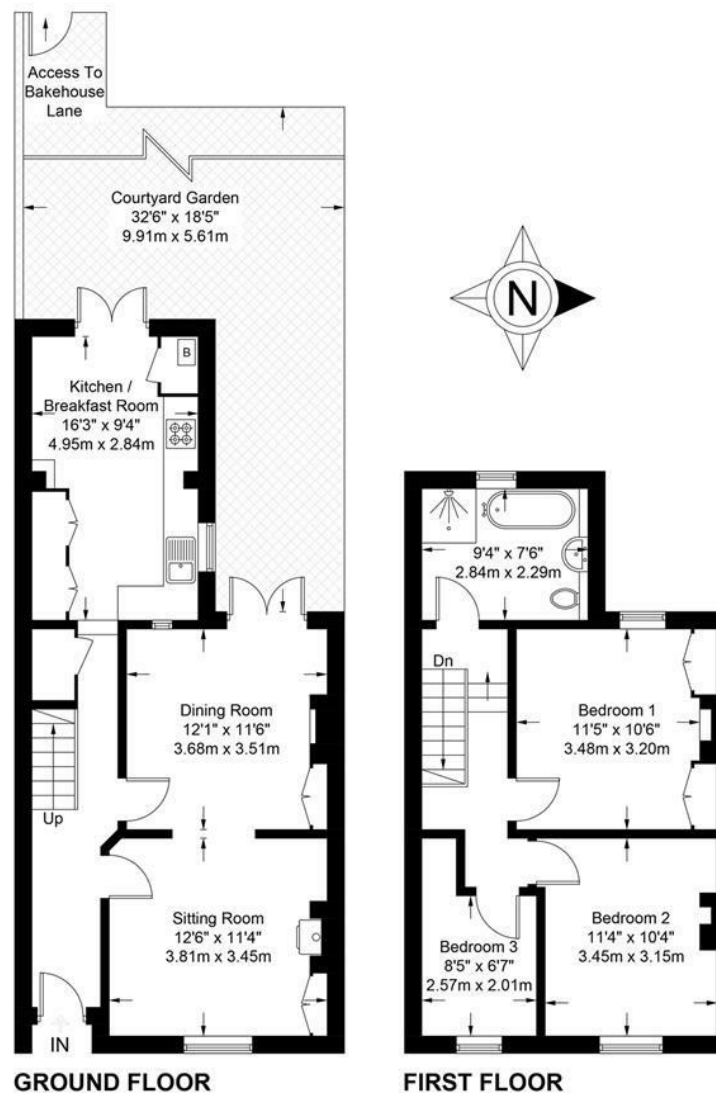 Access To
Bakehouse
Lane
Courtyard Garden
32'6" x 18'5"
9.91m x 5.61m
N
B
Kitchen /
Breakfast Room
16'3" x 9'4"
4.95m x 2.84m
9'4" x 7'6"
2.84m x 2.29m
Dn
Dining Room
12'1" x 11'6"
3.68m x 3.51m
Bedroom 1
11'5" x 10'6"
3.48m x 3.20m
Up
Sitting Room
12'6" x 11'4"
3.81m x 3.45m
Bedroom 3
8'5" x 6'7"
2.57m x 2.01m
Bedroom 2
11'4" x 10'4"
3.45m x 3.15m
IN
GROUND FLOOR
FIRST FLOOR